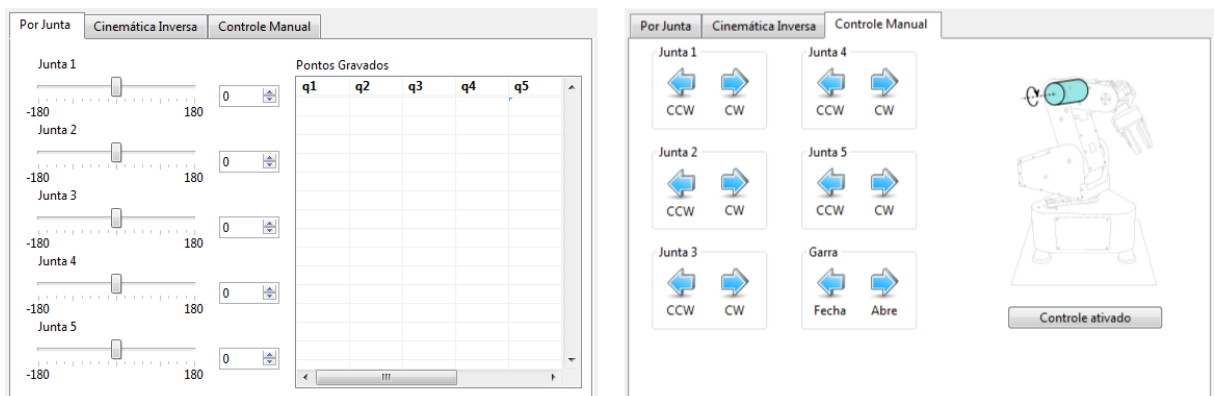 Por Junta Cinemática Inversa Controle Manual
Junta 1
0
-180 180
Junta 2
0
-180 180
Junta 3
0
-180 180
Junta 4
0
-180 180
Junta 5
0
-180 180
Pontos Gravados
q1 q2 q3 q4 q5
Por Junta Cinemática Inversa Controle Manual
Junta 1
CCW CW
Junta 4
CCW CW
Junta 2
CCW CW
Junta 5
CCW CW
Junta 3
CCW CW
Garra
Fecha Abre
Controle ativado